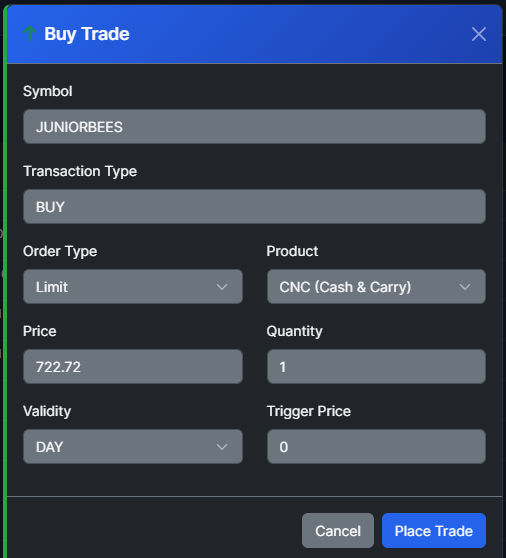 Buy Trade
Symbol
JUNIORBEES
Transaction Type
BUY
Order Type Product
Limit CNC (Cash & Carry)
Price Quantity
722.72 1
Validity Trigger Price
DAY 0
Cancel Place Trade